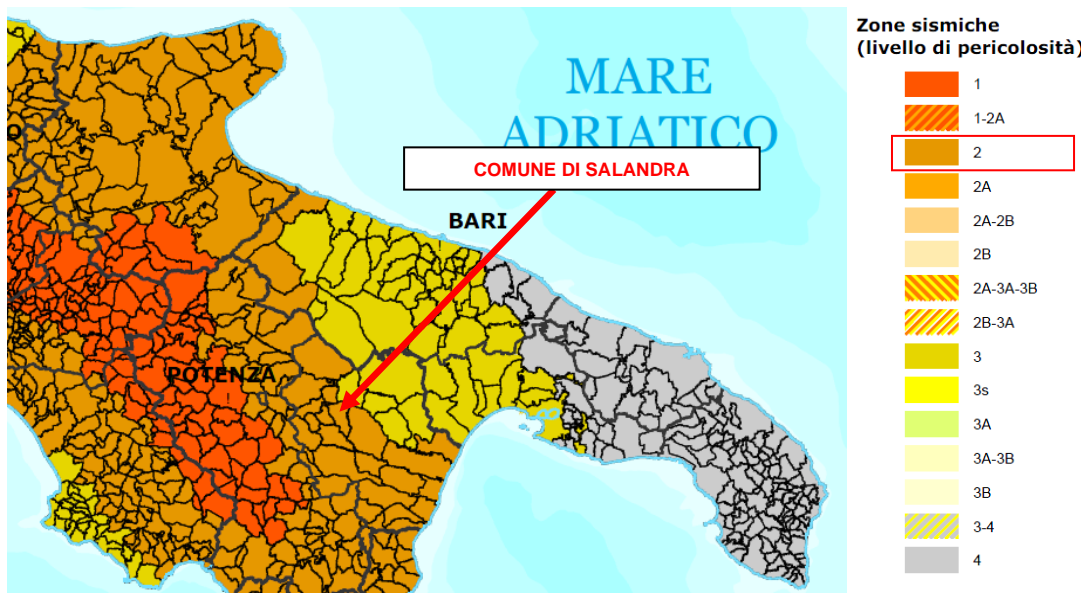 MARE
ADRIATICO
COMUNE DI SALANDRA
BARI
POTENZA
Zone sismiche
(livello di pericolosità)
1
1-2A
2
2A
2A-2B
2B
2A-3A-3B
2B-3A
3
3s
3A
3A-3B
3B
3-4
4